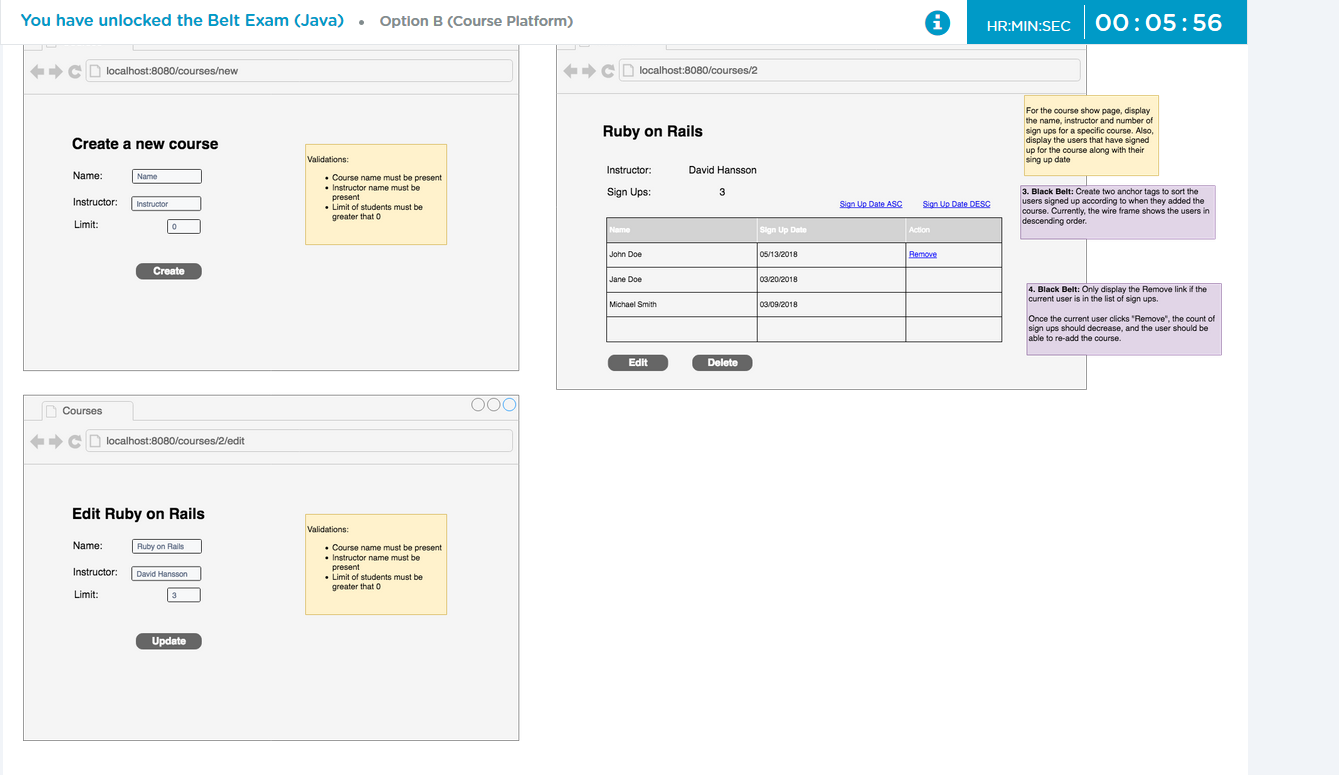 You have unlocked the Belt Exam (Java) • Option B (Course Platform)
HR:MIN:SEC 00:05:56
localhost:8080/courses/new
Create a new course
Name: Name
Instructor: Instructor
Limit: 0
Create
Validations:
• Course name must be present
• Instructor name must be
present
• Limit of students must be
greater that 0
localhost:8080/courses/2
Ruby on Rails
Instructor: David Hansson
Sign Ups: 3
Sign Up Date ASC Sign Up Date DESC
Name Sign Up Date Action
John Doe 05/13/2018 Remove
Jane Doe 03/20/2018
Michael Smith 03/09/2018
Edit Delete
For the course show page, display
the name, instructor and number of
sign ups for a specific course. Also,
display the users that have signed
up for the course along with their
sing up date
3. Black Belt: Create two anchor tags to sort the
users signed up according to when they added the
course. Currently, the wire frame shows the users in
descending order.
4. Black Belt: Only display the Remove link if the
current user is in the list of sign ups.
Once the current user clicks "Remove", the count of
sign ups should decrease, and the user should be
able to re-add the course.
Courses
localhost:8080/courses/2/edit
Edit Ruby on Rails
Name: Ruby on Rails
Instructor: David Hansson
Limit: 3
Update
Validations:
• Course name must be present
• Instructor name must be
present
• Limit of students must be
greater that 0